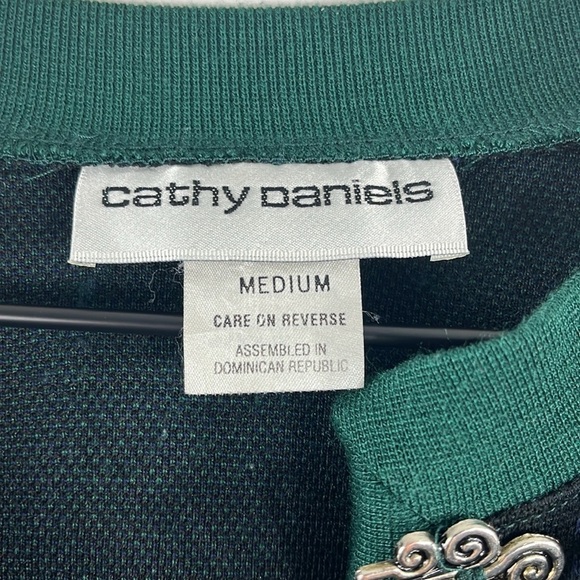 cathy Daniels
MEDIUM
CARE ON REVERSE
ASSEMBLED IN
DOMINICAN REPUBLIC